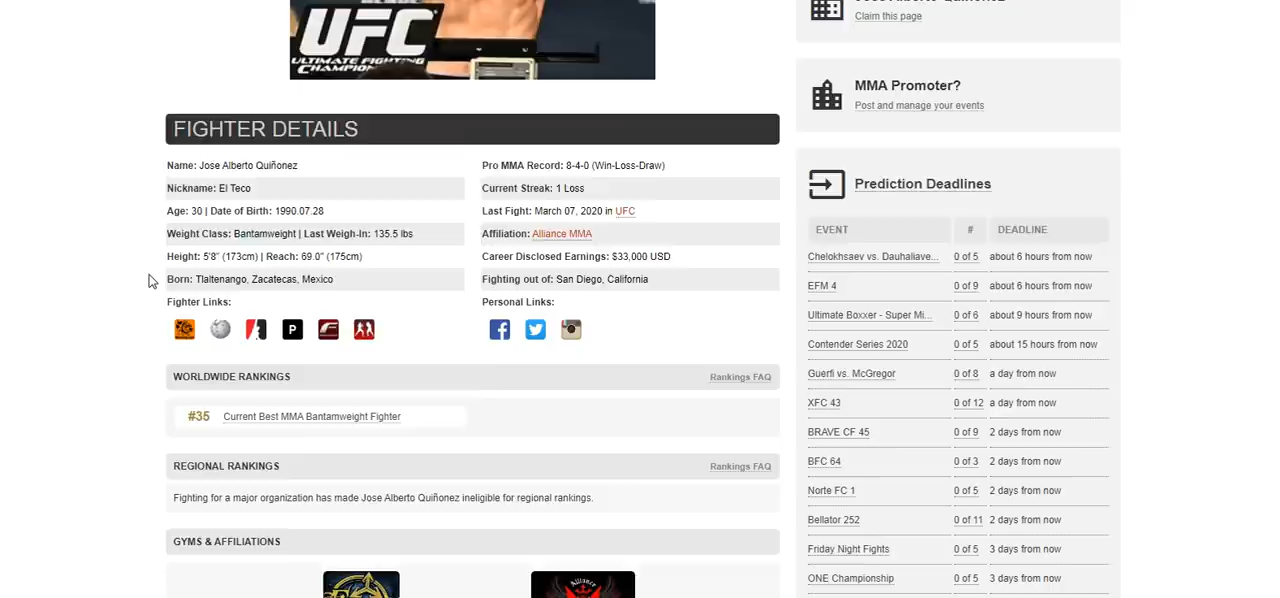 UFC
ULTIMATE FIGHTING
CHAMPION
Claim this page
MMA Promoter?
Post and manage your events
FIGHTER DETAILS
Name: Jose Alberto Quiñonez
Pro MMA Record: 8-4-0 (Win-Loss-Draw)
Nickname: El Teco
Current Streak: 1 Loss
Age: 30 | Date of Birth: 1990.07.28
Last Fight: March 07, 2020 in UFC
Weight Class: Bantamweight | Last Weigh-In: 135.5 lbs
Affiliation: Alliance MMA
Height: 5'8" (173cm) | Reach: 69.0" (175cm)
Career Disclosed Earnings: $33,000 USD
Born: Tlaltenango, Zacatecas, Mexico
Fighting out of: San Diego, California
Fighter Links:
Personal Links:
P
WORLDWIDE RANKINGS
Rankings FAQ
#35 Current Best MMA Bantamweight Fighter
REGIONAL RANKINGS
Rankings FAQ
Fighting for a major organization has made Jose Alberto Quiñonez ineligible for regional rankings.
GYMS & AFFILIATIONS
Alliance
Prediction Deadlines
EVENT # DEADLINE
Chelokhsaev vs. Dauhaliave... 0 of 5 about 6 hours from now
EFM 4 0 of 9 about 6 hours from now
Ultimate Boxxer - Super Mi... 0 of 6 about 9 hours from now
Contender Series 2020 0 of 5 about 15 hours from now
Guerfi vs. McGregor 0 of 8 a day from now
XFC 43 0 of 12 a day from now
BRAVE CF 45 0 of 9 2 days from now
BFC 64 0 of 3 2 days from now
Norte FC 1 0 of 5 2 days from now
Bellator 252 0 of 11 2 days from now
Friday Night Fights 0 of 5 3 days from now
ONE Championship 0 of 5 3 days from now